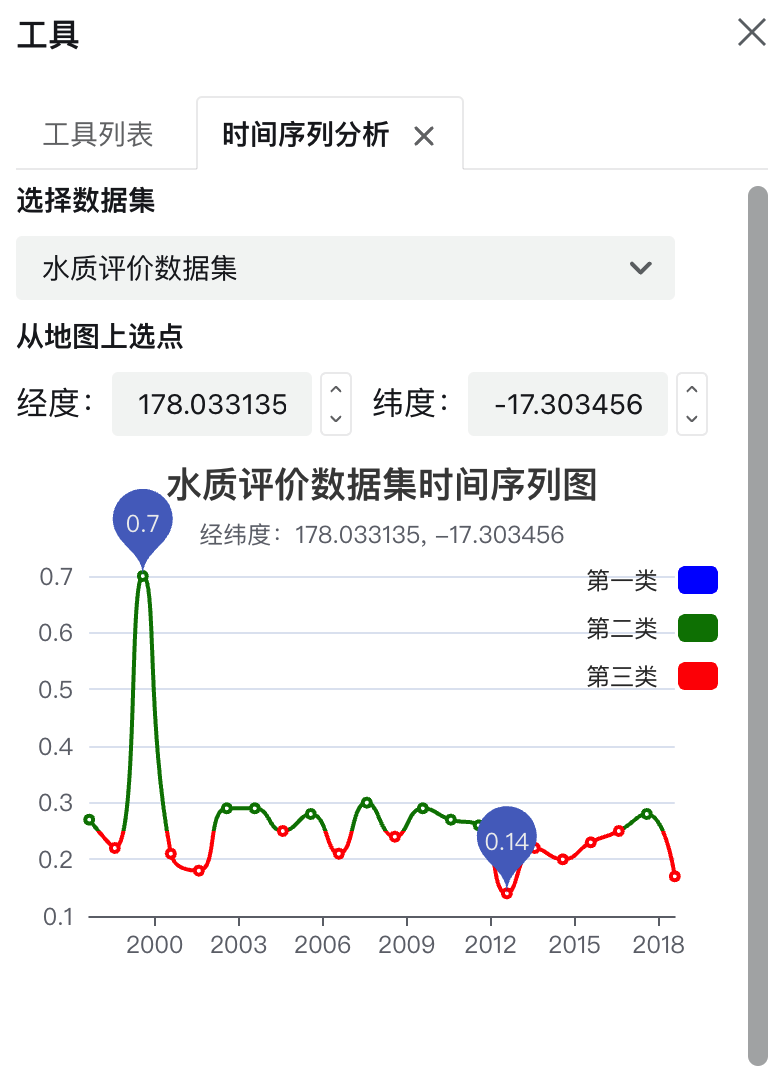 工具
工具列表
时间序列分析
选择数据集
水质评价数据集
从地图上选点
经度： 178.033135 纬度： -17.303456
水质评价数据集时间序列图
经纬度：178.033135, −17.303456
0.7
第一类
第二类
第三类
0.7
0.6
0.5
0.4
0.3
0.2
0.1
0.14
2000 2003 2006 2009 2012 2015 2018